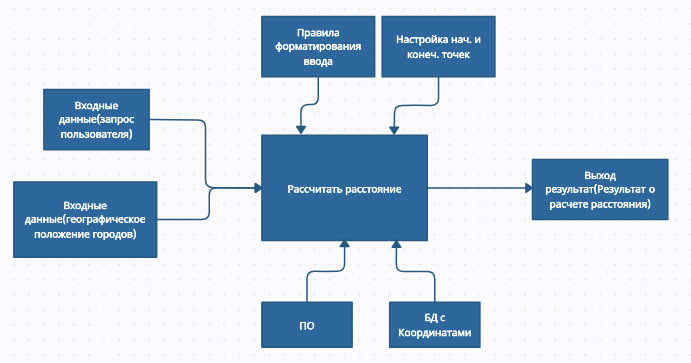 Правила
форматирования
ввода
Настройка нач. и
конеч. точек
Входные
данные(запрос
пользователя)
Рассчитать расстояние
Выход
результат(Результат о
расчете расстояния)
Входные
данные(географическое
положение городов)
ПО
БД с
Координатами